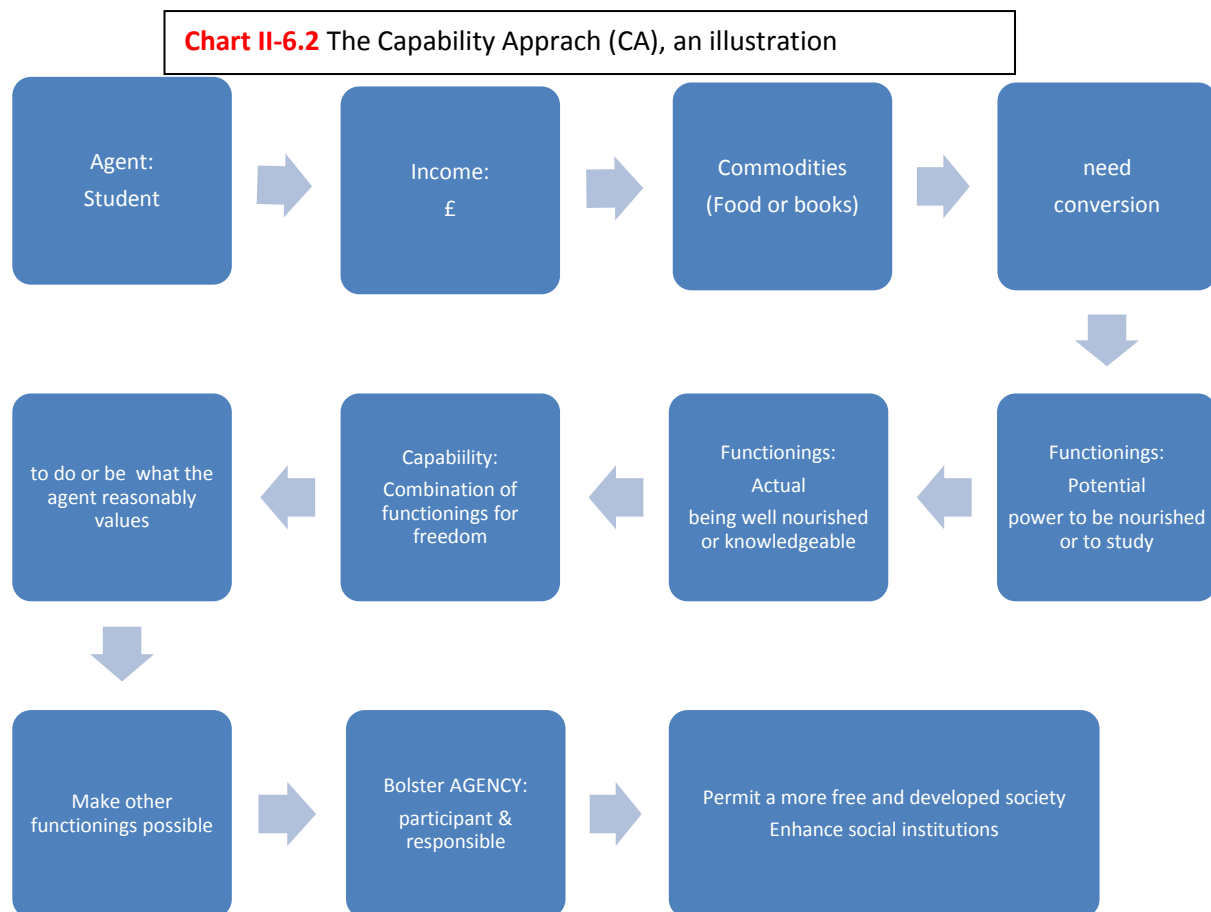 Chart II-6.2 The Capability Apprach (CA), an illustration
Agent:
Student
Income:
£
Commodities
(Food or books)
need
conversion
Functionings:
Potential
power to be nourished
or to study
Functionings:
Actual
being well nourished
or knowledgeable
Capabiility:
Combination of
functionings for
freedom
to do or be what the
agent reasonably
values
Make other
functionings possible
Bolster AGENCY:
participant &
responsible
Permit a more free and developed society
Enhance social institutions